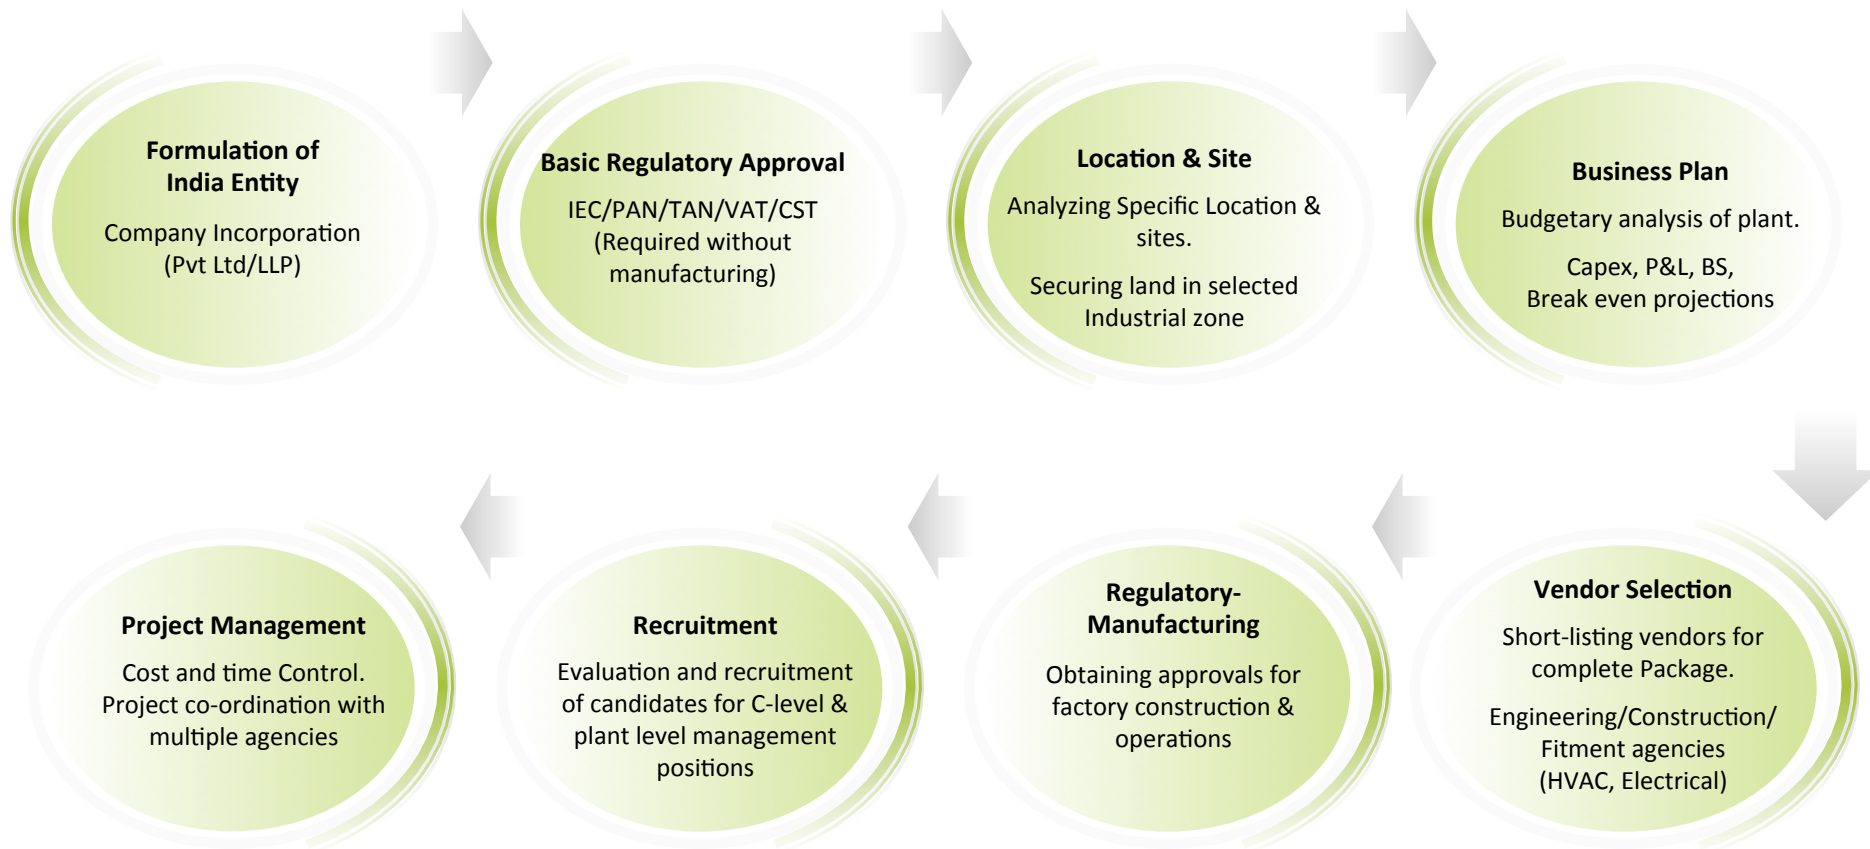 Formulation of
India Entity
Company Incorporation
(Pvt Ltd/LLP)
Basic Regulatory Approval
IEC/PAN/TAN/VAT/CST
(Required without
manufacturing)
Location & Site
Analyzing Specific Location &
sites.
Securing land in selected
Industrial zone
Business Plan
Budgetary analysis of plant.
Capex, P&L, BS,
Break even projections
Vendor Selection
Short-listing vendors for
complete Package.
Engineering/Construction/
Fitment agencies
(HVAC, Electrical)
Regulatory-
Manufacturing
Obtaining approvals for
factory construction &
operations
Recruitment
Evaluation and recruitment
of candidates for C-level &
plant level management
positions
Project Management
Cost and time Control.
Project co-ordination with
multiple agencies